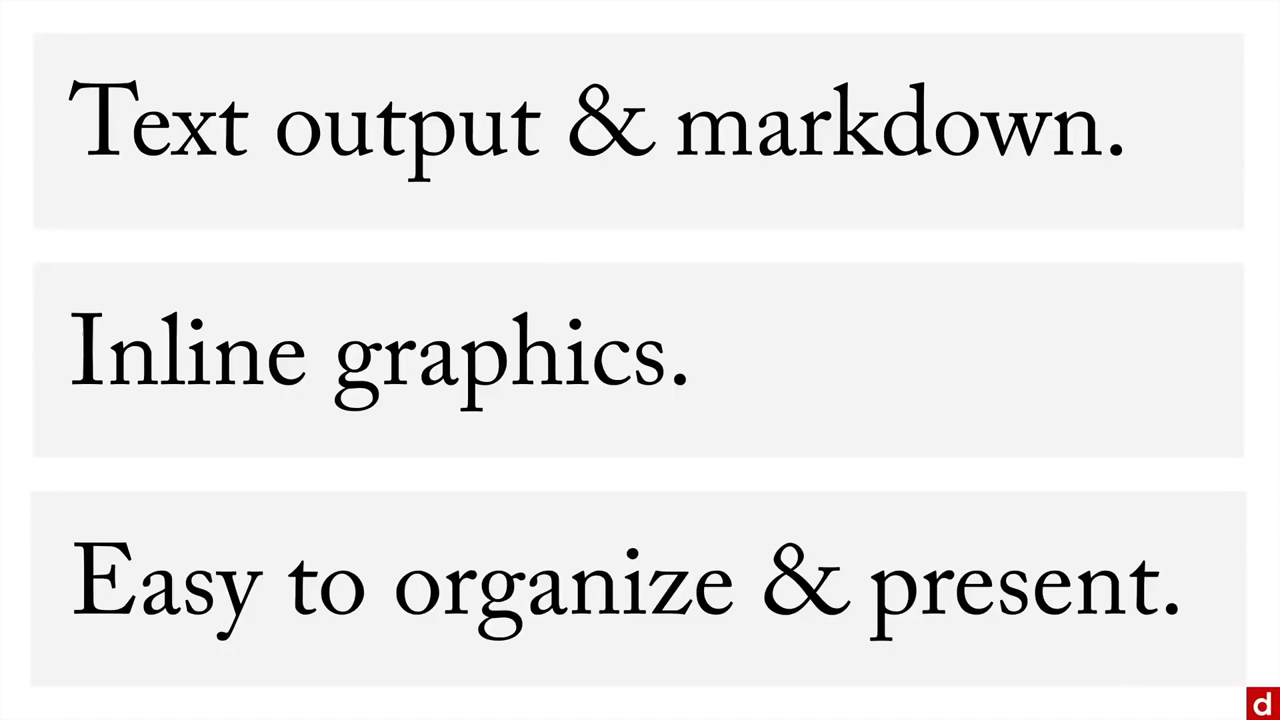 Text output & markdown.
Inline graphics.
Easy to organize & present.
d